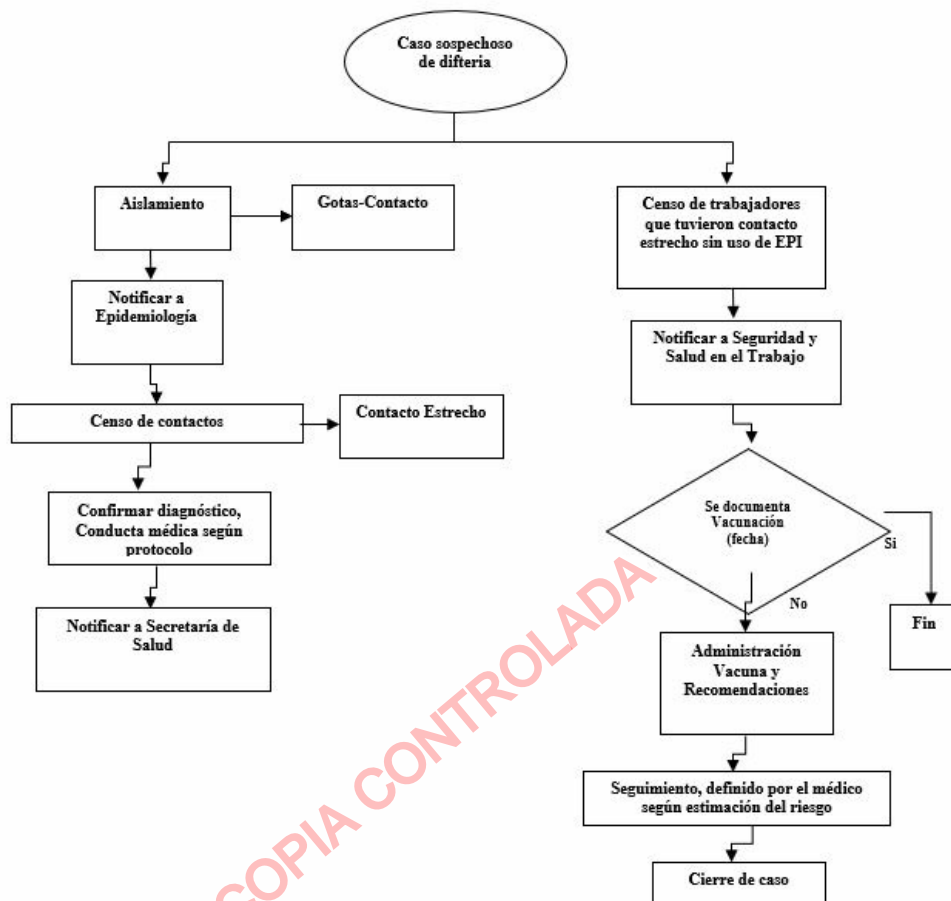 Caso sospechoso
de difteria
Aislamiento
Gotas-Contacto
Notificar a
Epidemiología
Censo de contactos
Contacto Estrecho
Confirmar diagnóstico,
Conducta médica según
protocolo
Notificar a Secretaría de
Salud
Censo de trabajadores
que tuvieron contacto
estrecho sin uso de EPI
Notificar a Seguridad y
Salud en el Trabajo
Se documenta
Vacunación
(fecha)
Si
No
Fin
Administración
Vacuna y
Recomendaciones
Seguimiento, definido por el médico
según estimación del riesgo
Cierre de caso
COPIA CONTROLADA